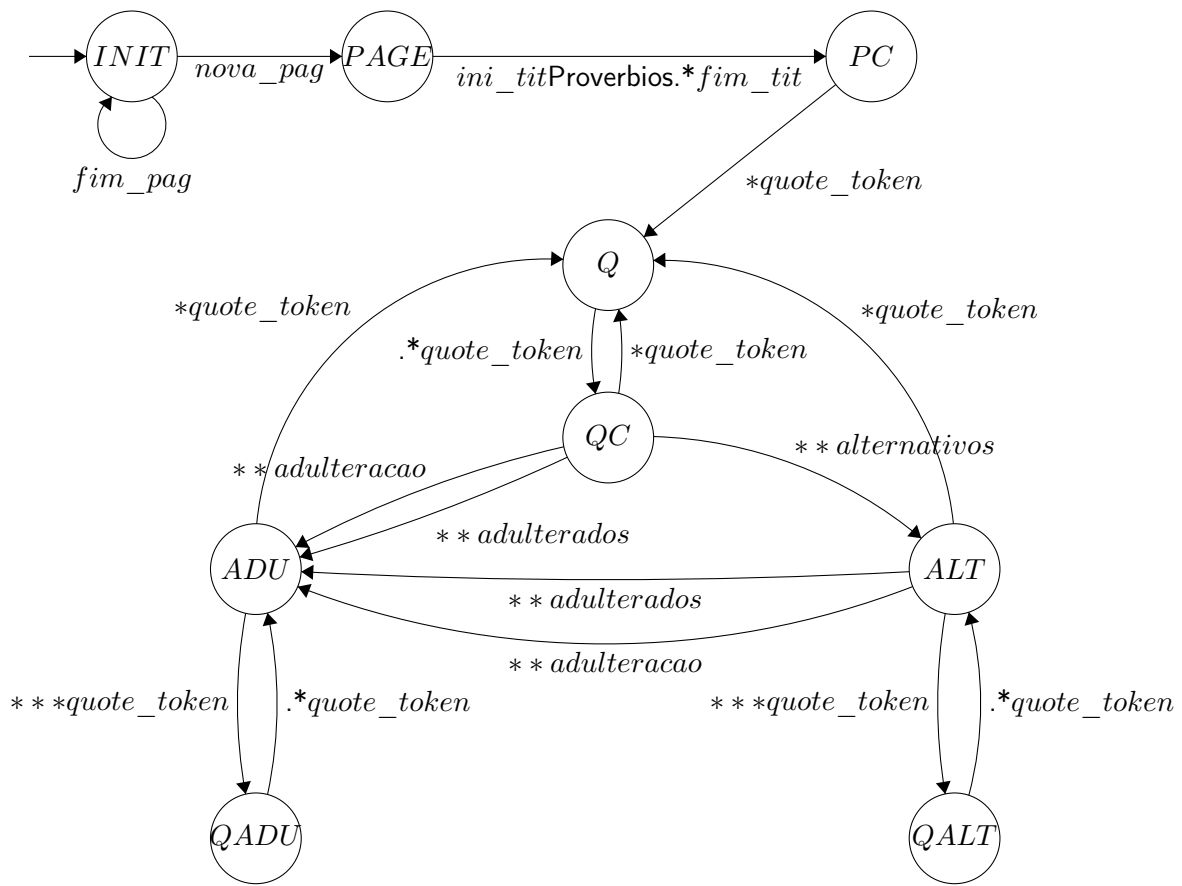 INIT
PAGE
PC
nova_pag
ini_titProverbios.*fim_tit
fim_pag
*quote_token
Q
*quote_token
*quote_token
.*quote_token
*quote_token
QC
**alternativos
**adulteracao
**adulterados
ADU
ALT
**adulterados
**adulteracao
***quote_token
.*quote_token
***quote_token
.*quote_token
QADU
QALT